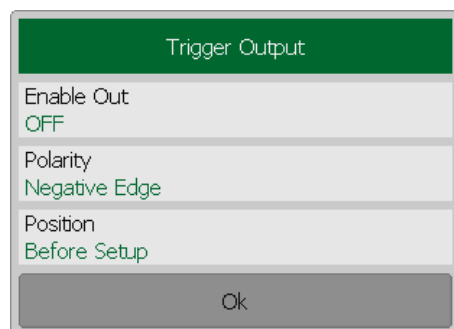 Trigger Output
Enable Out
OFF
Polarity
Negative Edge
Position
Before Setup
Ok